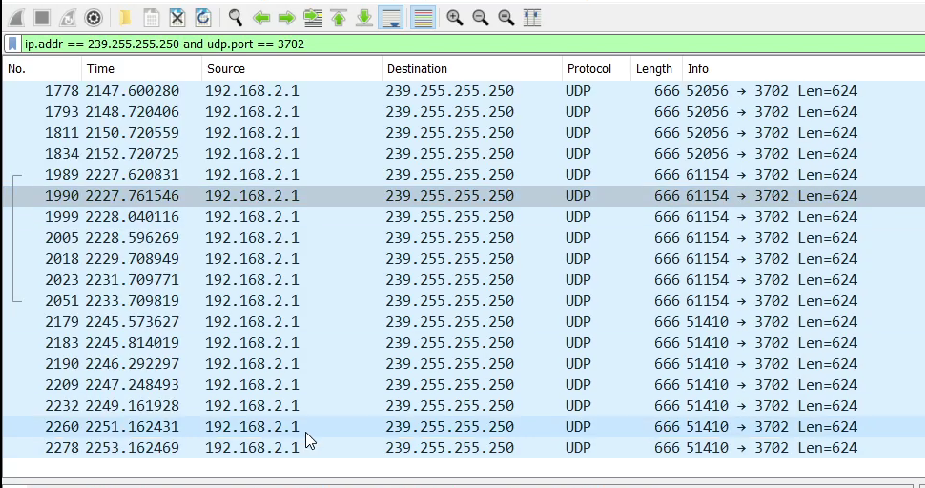 ip.addr == 239.255.255.250 and udp.port == 3702
No. Time Source Destination Protocol Length Info
1778 2147.600280 192.168.2.1 239.255.255.250 UDP 666 52056 → 3702 Len=624
1793 2148.720406 192.168.2.1 239.255.255.250 UDP 666 52056 → 3702 Len=624
1811 2150.720559 192.168.2.1 239.255.255.250 UDP 666 52056 → 3702 Len=624
1834 2152.720725 192.168.2.1 239.255.255.250 UDP 666 52056 → 3702 Len=624
1989 2227.620831 192.168.2.1 239.255.255.250 UDP 666 61154 → 3702 Len=624
1990 2227.761546 192.168.2.1 239.255.255.250 UDP 666 61154 → 3702 Len=624
1999 2228.040116 192.168.2.1 239.255.255.250 UDP 666 61154 → 3702 Len=624
2005 2228.596269 192.168.2.1 239.255.255.250 UDP 666 61154 → 3702 Len=624
2018 2229.708949 192.168.2.1 239.255.255.250 UDP 666 61154 → 3702 Len=624
2023 2231.709771 192.168.2.1 239.255.255.250 UDP 666 61154 → 3702 Len=624
2051 2233.709819 192.168.2.1 239.255.255.250 UDP 666 61154 → 3702 Len=624
2179 2245.573627 192.168.2.1 239.255.255.250 UDP 666 51410 → 3702 Len=624
2183 2245.814019 192.168.2.1 239.255.255.250 UDP 666 51410 → 3702 Len=624
2190 2246.292297 192.168.2.1 239.255.255.250 UDP 666 51410 → 3702 Len=624
2209 2247.248493 192.168.2.1 239.255.255.250 UDP 666 51410 → 3702 Len=624
2232 2249.161928 192.168.2.1 239.255.255.250 UDP 666 51410 → 3702 Len=624
2260 2251.162431 192.168.2.1 239.255.255.250 UDP 666 51410 → 3702 Len=624
2278 2253.162469 192.168.2.1 239.255.255.250 UDP 666 51410 → 3702 Len=624